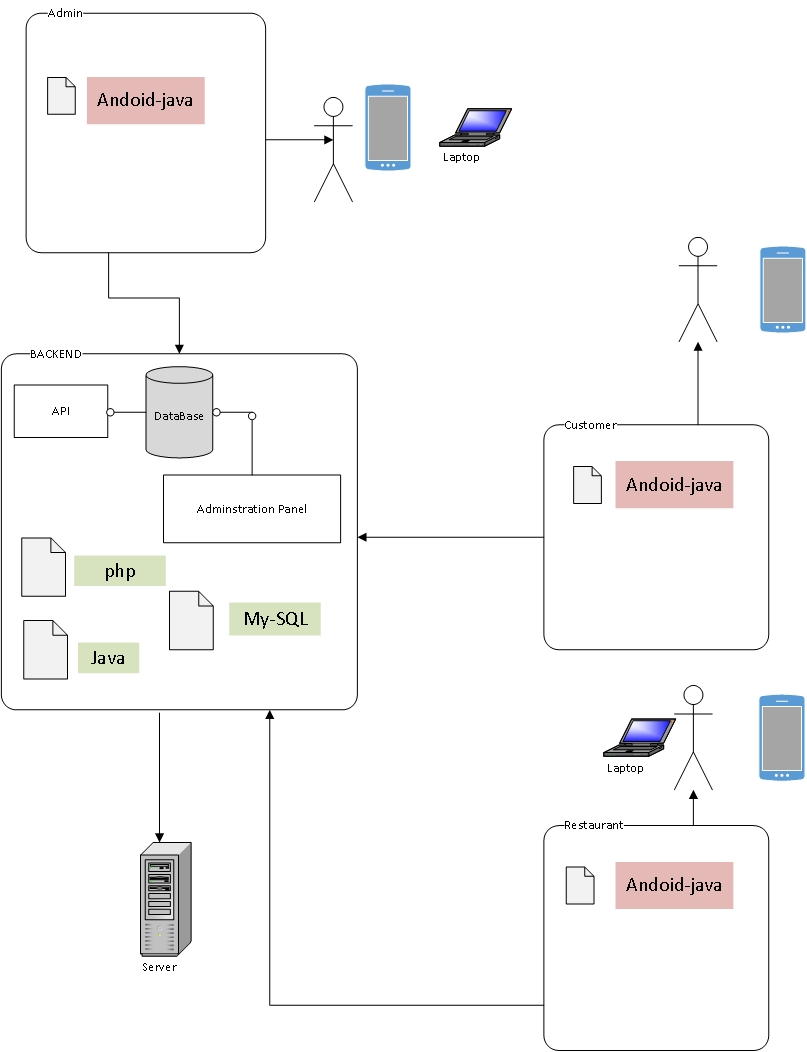 Admin
Andoid-java
Laptop
BACKEND
API
DataBase
Adminstration Panel
php
My-SQL
Java
Customer
Andoid-java
Laptop
Restaurant
Andoid-java
Server